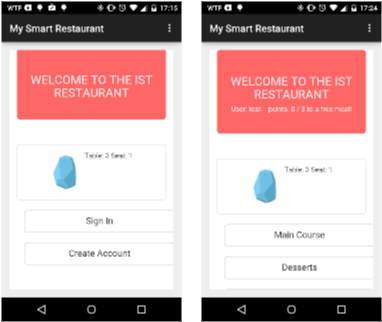 WTF 17:15
My Smart Restaurant
WELCOME TO THE IST
RESTAURANT
Table: 3 Seat: 1
Sign In
Create Account
WTF 17:24
My Smart Restaurant
WELCOME TO THE IST
RESTAURANT
User: test - points: 0 / 3 to a free meal!
Table: 3 Seat: 1
Main Course
Desserts